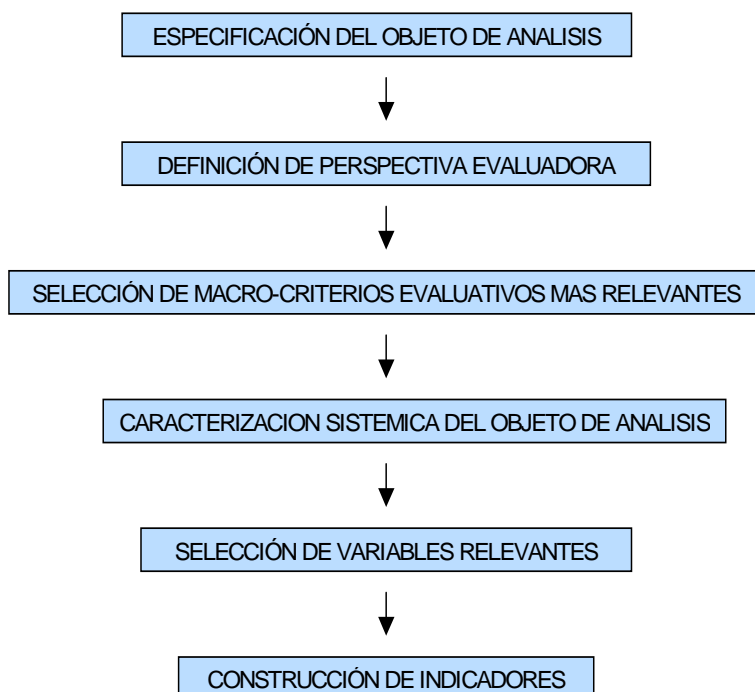 ESPECIFICACIÓN DEL OBJETO DE ANALISIS
DEFINICIÓN DE PERSPECTIVA EVALUADORA
SELECCIÓN DE MACRO-CRITERIOS EVALUATIVOS MAS RELEVANTES
CARACTERIZACION SISTEMICA DEL OBJETO DE ANALISIS
SELECCIÓN DE VARIABLES RELEVANTES
CONSTRUCCIÓN DE INDICADORES